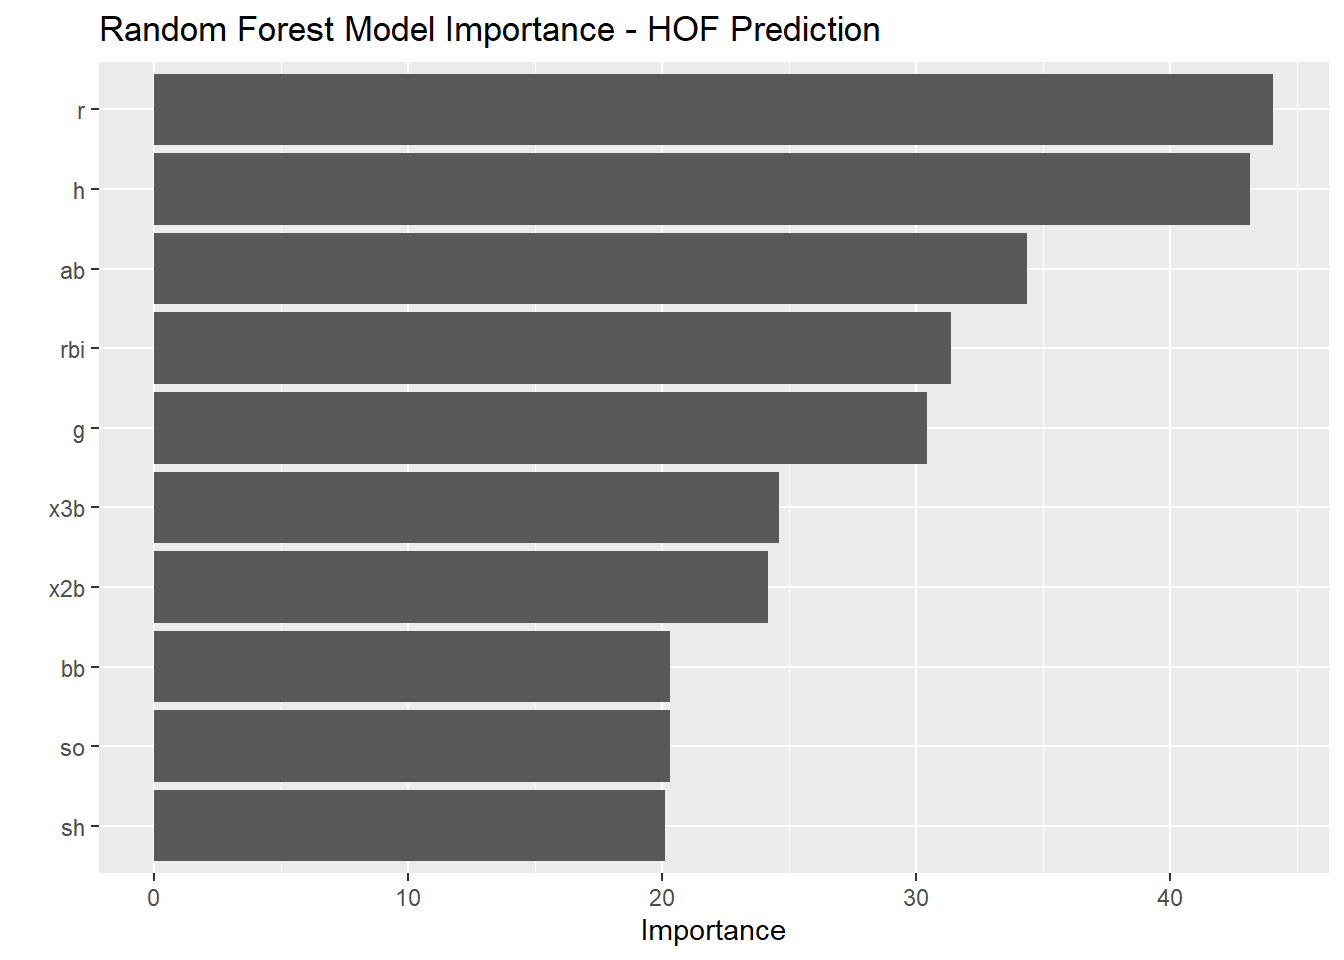 Random Forest Model Importance - HOF Prediction
r
h
ab
rbi
g
x3b
x2b
bb
so
sh
0 10 20 30 40
Importance